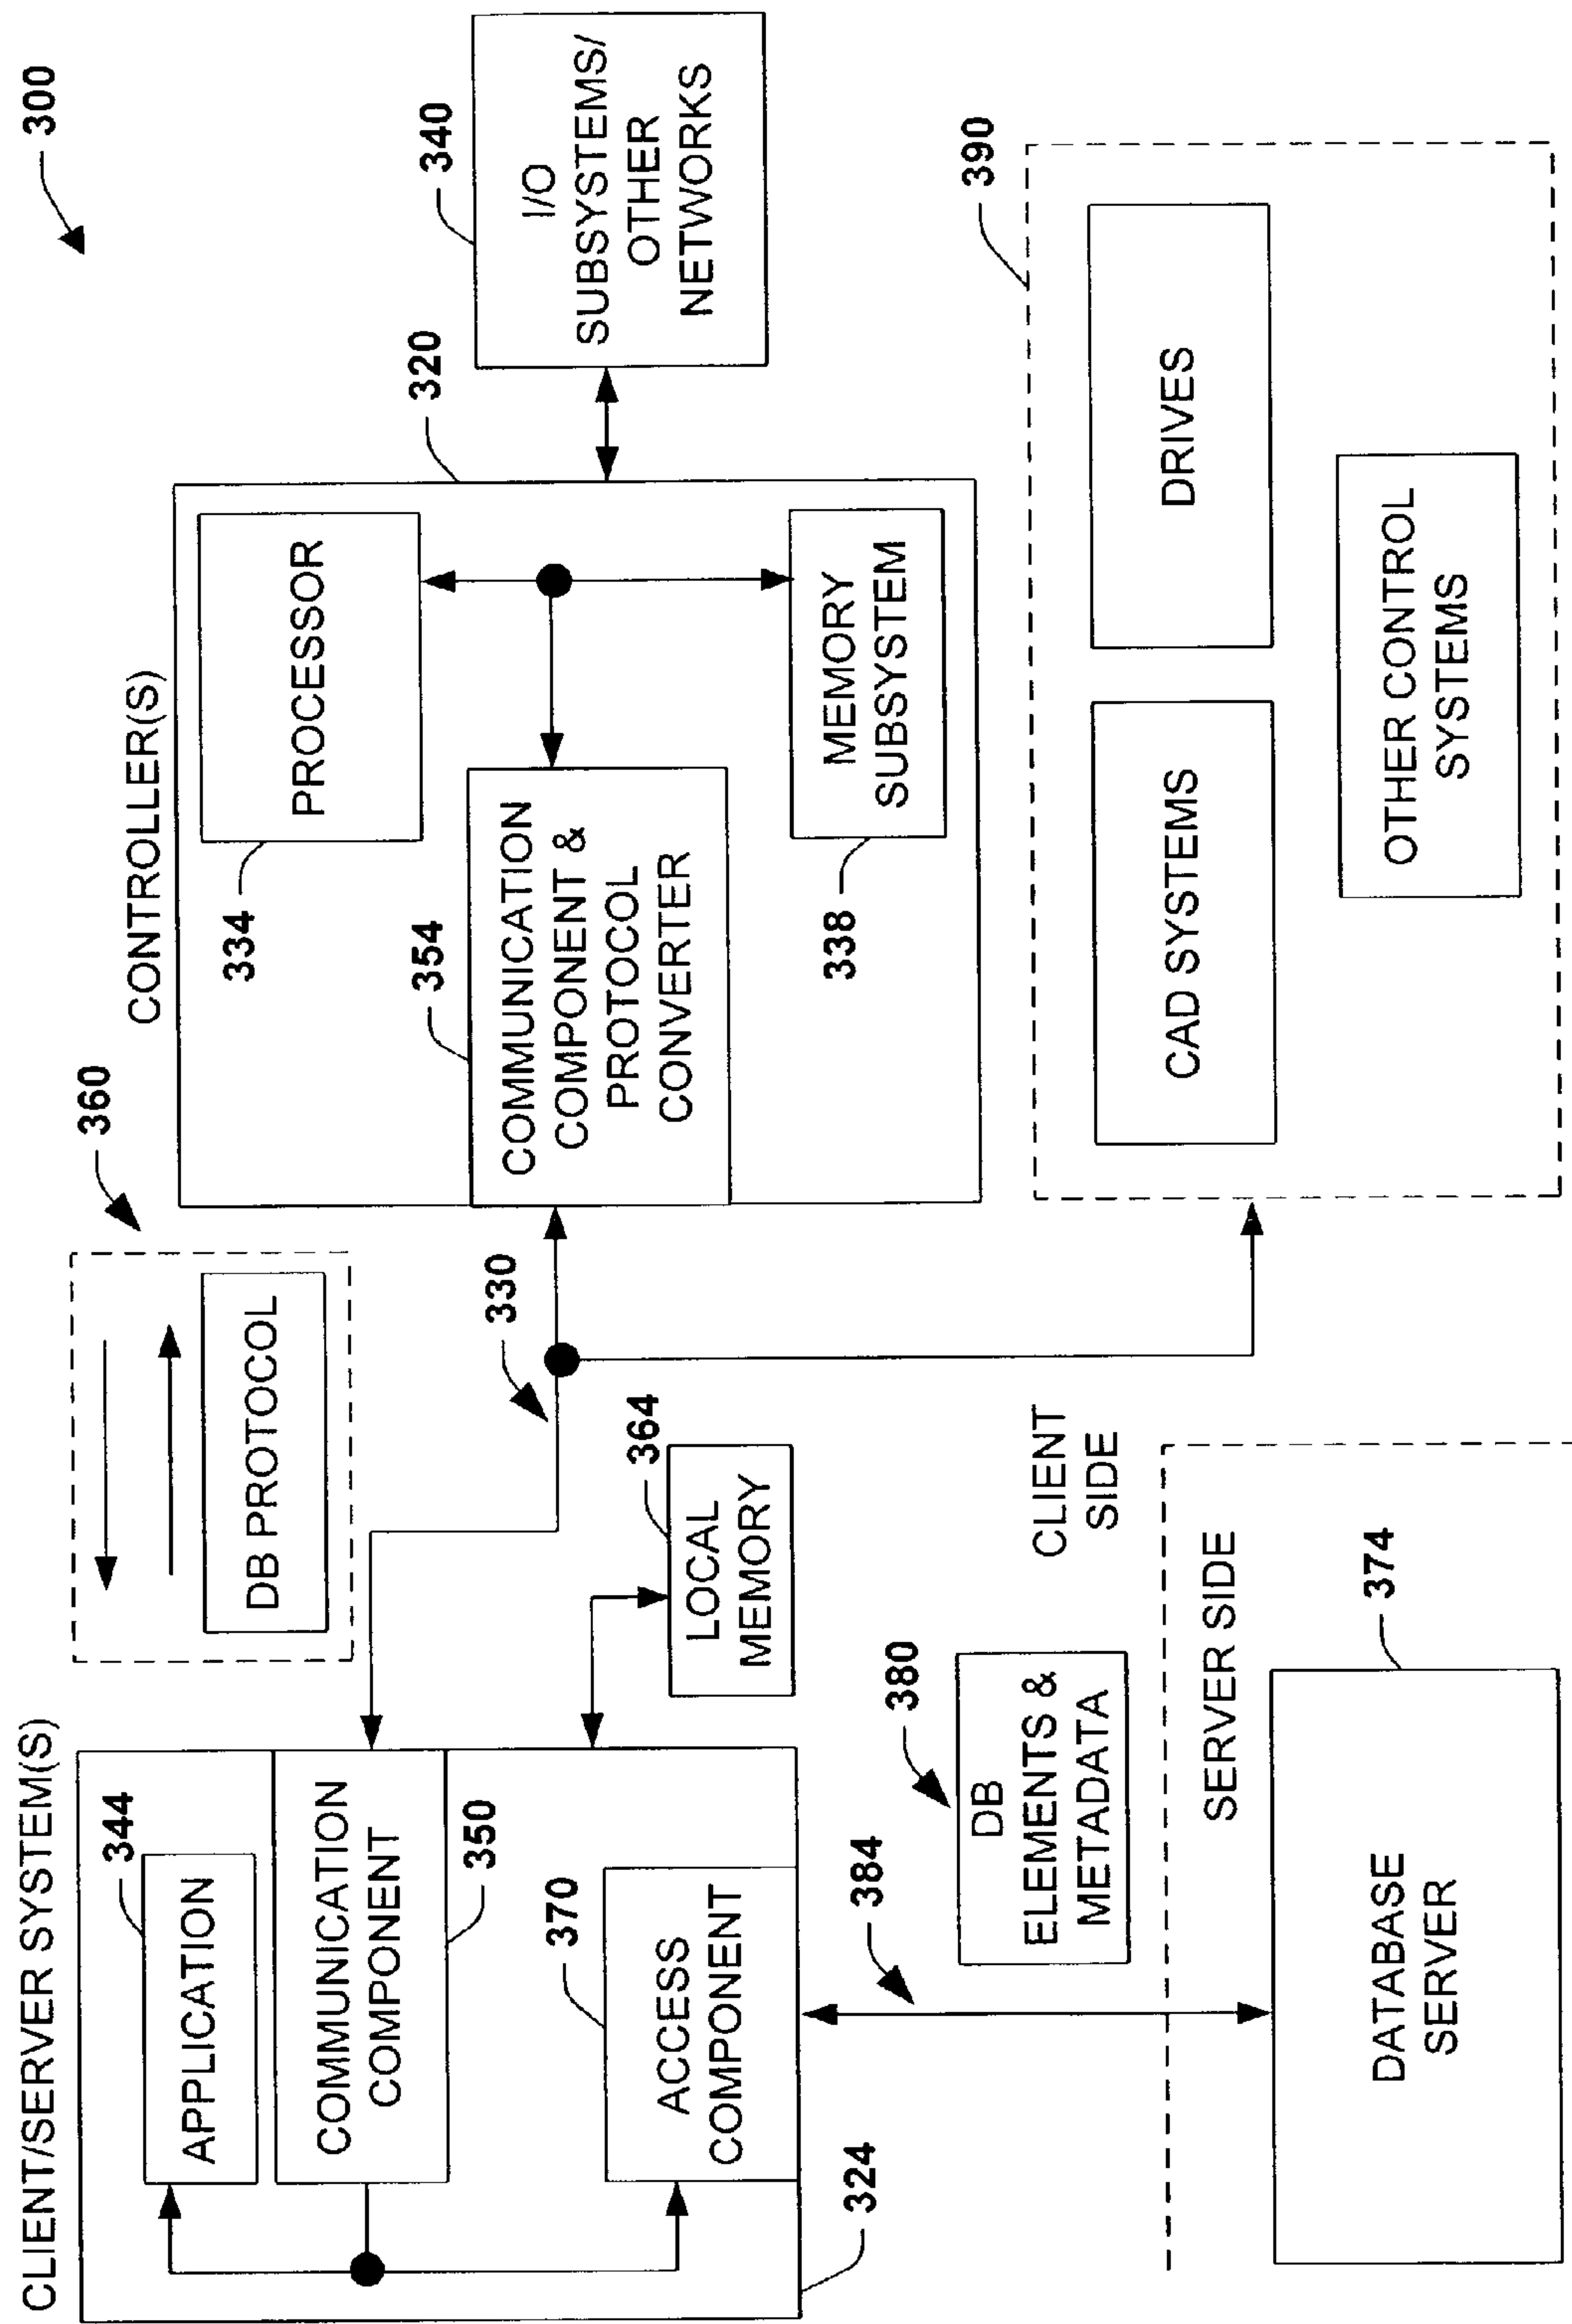 300
CLIENT/SERVER SYSTEM(S)
344
APPLICATION
COMMUNICATION
COMPONENT
350
370
ACCESS
COMPONENT
324
360
DB PROTOCOL
330
364
LOCAL
MEMORY
CONTROLLER(S)
320
PROCESSOR
334
354
COMMUNICATION
COMPONENT &
PROTOCOL
CONVERTER
MEMORY
SUBSYSTEM
338
340
I/O
SUBSYSTEMS/
OTHER
NETWORKS
384
380
DB
ELEMENTS &
METADATA
CLIENT
SIDE
SERVER SIDE
374
DATABASE
SERVER
390
CAD SYSTEMS
DRIVES
OTHER CONTROL
SYSTEMS